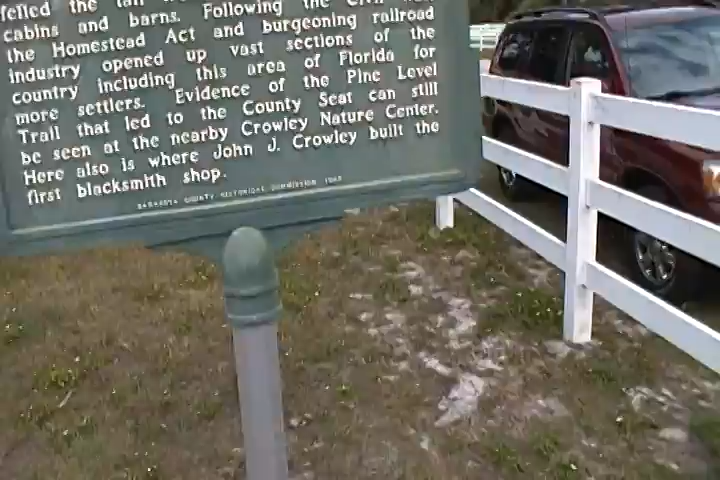 felled the tall
cabins and barns. Following the Civil
the Homestead Act and burgeoning railroad
industry opened up vast sections of the
country including this area of Florida for
more settlers. Evidence of the Pine Level
Trail that led to the County Seat can still
be seen at the nearby Crowley Nature Center.
Here also is where John J. Crowley built the
first blacksmith shop.
SARASOTA COUNTY HISTORICAL COMMISSION